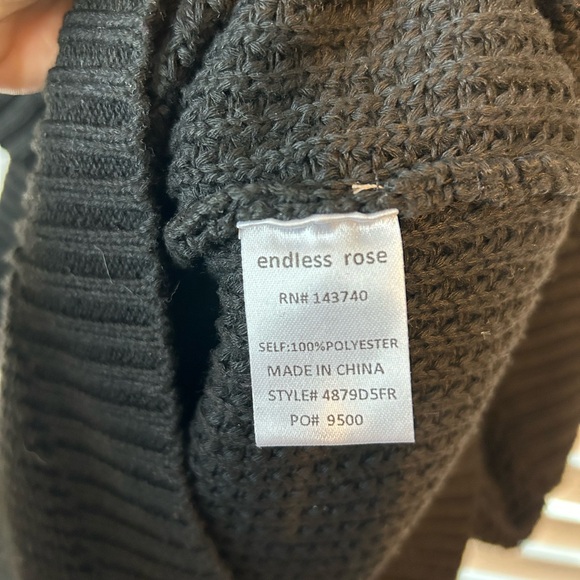 endless rose
RN# 143740
SELF:100%POLYESTER
MADE IN CHINA
STYLE# 4879D5FR
PO# 9500